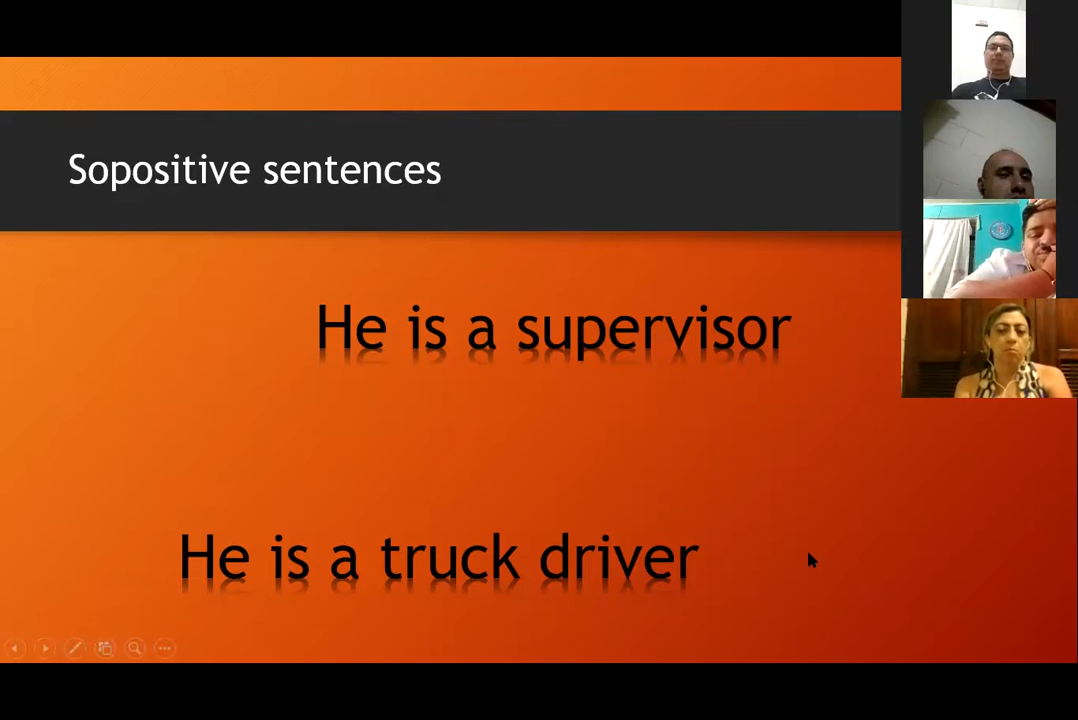 Sopositive sentences
He is a supervisor
He is a truck driver